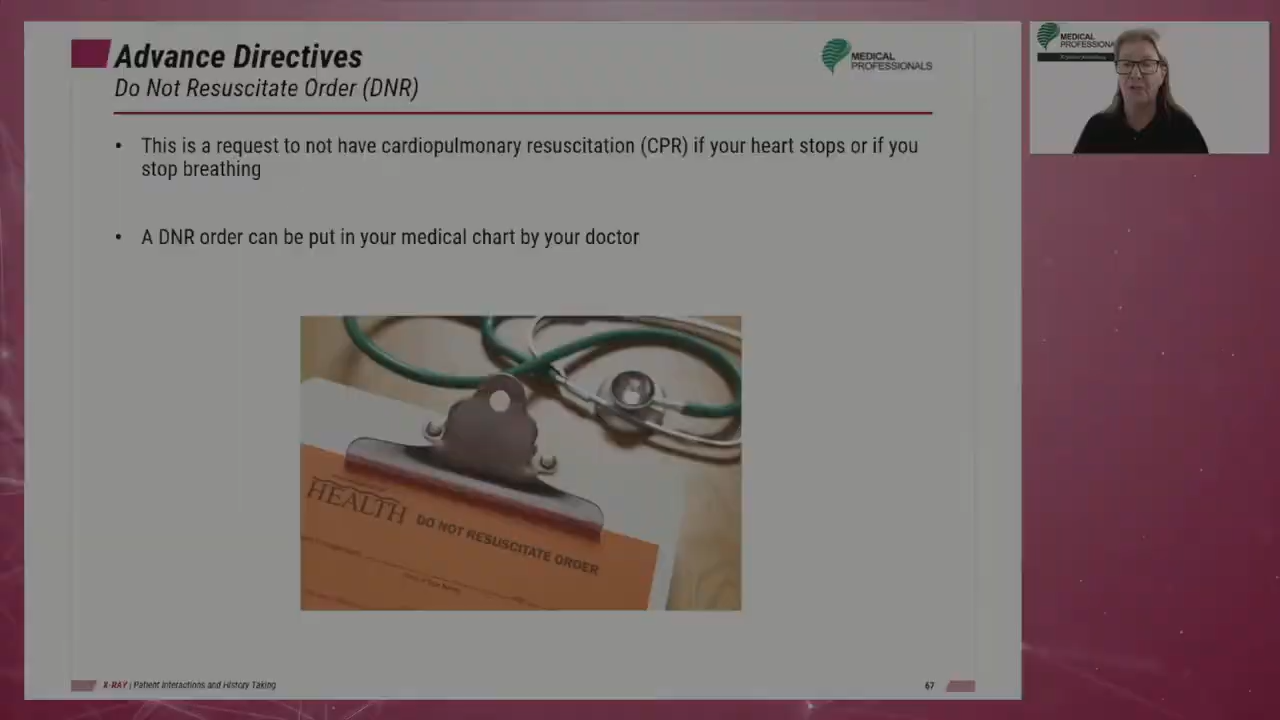 Advance Directives
Do Not Resuscitate Order (DNR)
MEDICAL
PROFESSIONALS
• This is a request to not have cardiopulmonary resuscitation (CPR) if your heart stops or if you
stop breathing
• A DNR order can be put in your medical chart by your doctor
HEALTH DO NOT RESUSCITATE ORDER
X-RAY | Patient Interactions and History Taking
67
MEDICAL